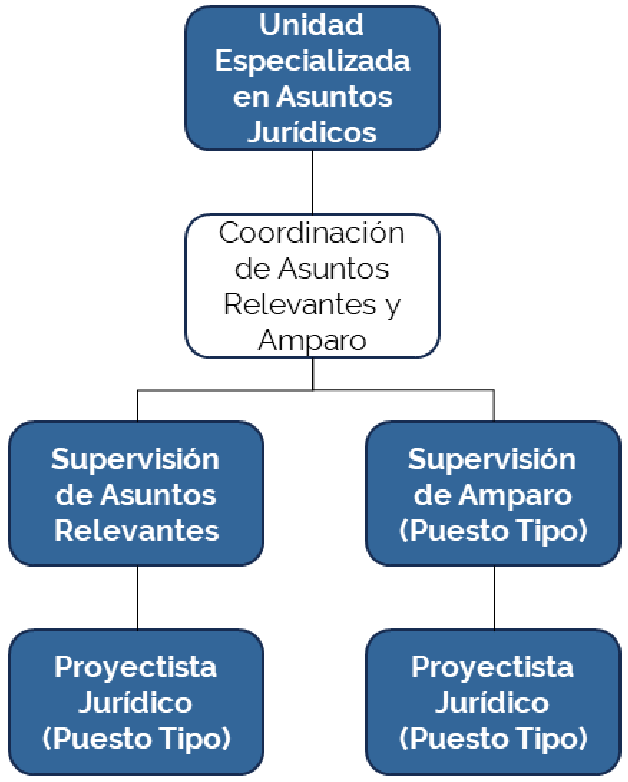 Unidad
Especializada
en Asuntos
Jurídicos
Coordinación
de Asuntos
Relevantes y
Amparo
Supervisión
de Asuntos
Relevantes
Supervisión
de Amparo
(Puesto Tipo)
Proyectista
Jurídico
(Puesto Tipo)
Proyectista
Jurídico
(Puesto Tipo)